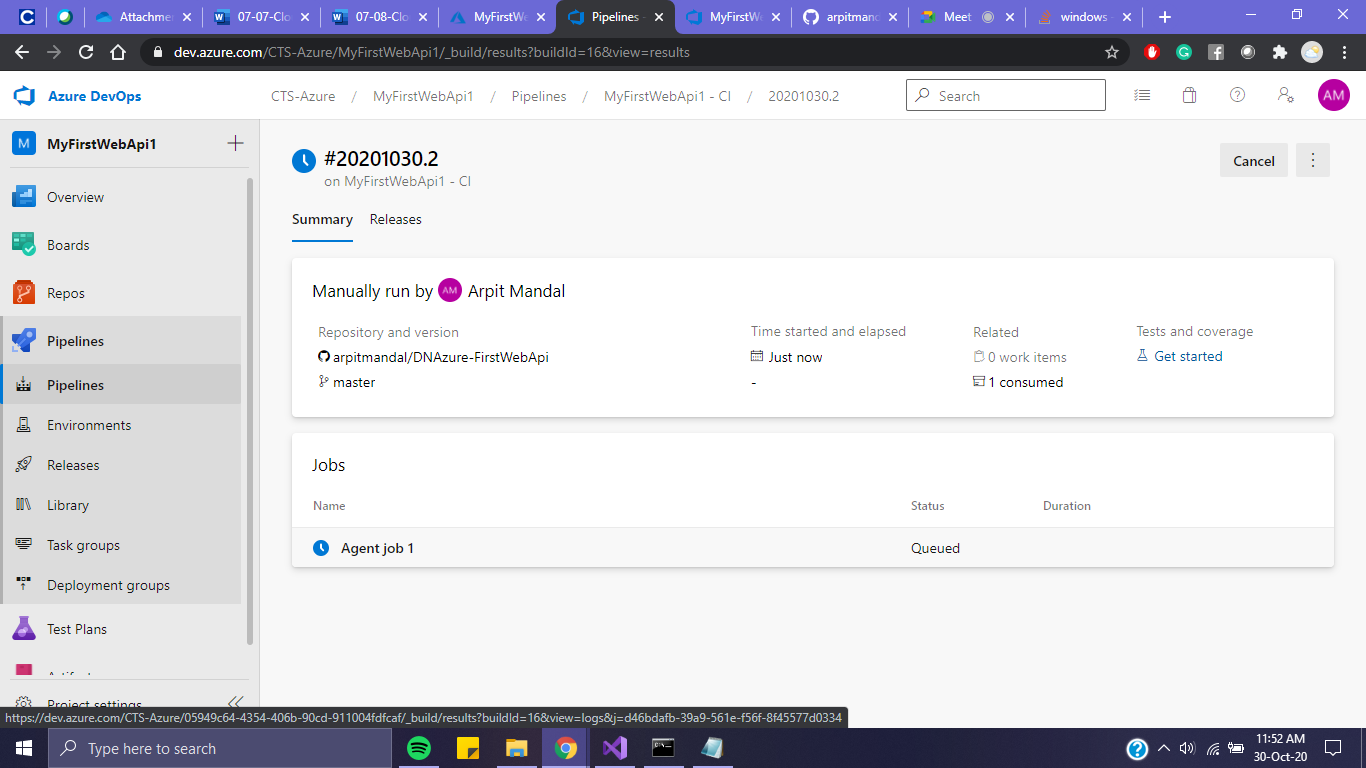 Attachmen
07-07-Clo
07-08-Clo
MyFirstWe
Pipelines -
MyFirstW
arpitmand
Meet
windows -
dev.azure.com/CTS-Azure/MyFirstWebApi1/_build/results?buildId=16&view=results
Azure DevOps
CTS-Azure / MyFirstWebApi1 / Pipelines / MyFirstWebApi1 - CI / 20201030.2
Search
AM
M MyFirstWebApi1
Overview
Boards
Repos
Pipelines
Pipelines
Environments
Releases
Library
Task groups
Deployment groups
Test Plans
Project settings
#20201030.2
on MyFirstWebApi1 - CI
Cancel
Summary Releases
Manually run by AM Arpit Mandal
Repository and version
arpitmandal/DNAzure-FirstWebApi
master
Time started and elapsed
Just now
-
Related
0 work items
1 consumed
Tests and coverage
Get started
Jobs
Name Status Duration
Agent job 1 Queued
https://dev.azure.com/CTS-Azure/05949c64-4354-406b-90cd-911004fdfcaf/_build/results?buildId=16&view=logs&j=d46bdafb-39a9-561e-f56f-8f45577d0334
Type here to search
11:52 AM
30-Oct-20